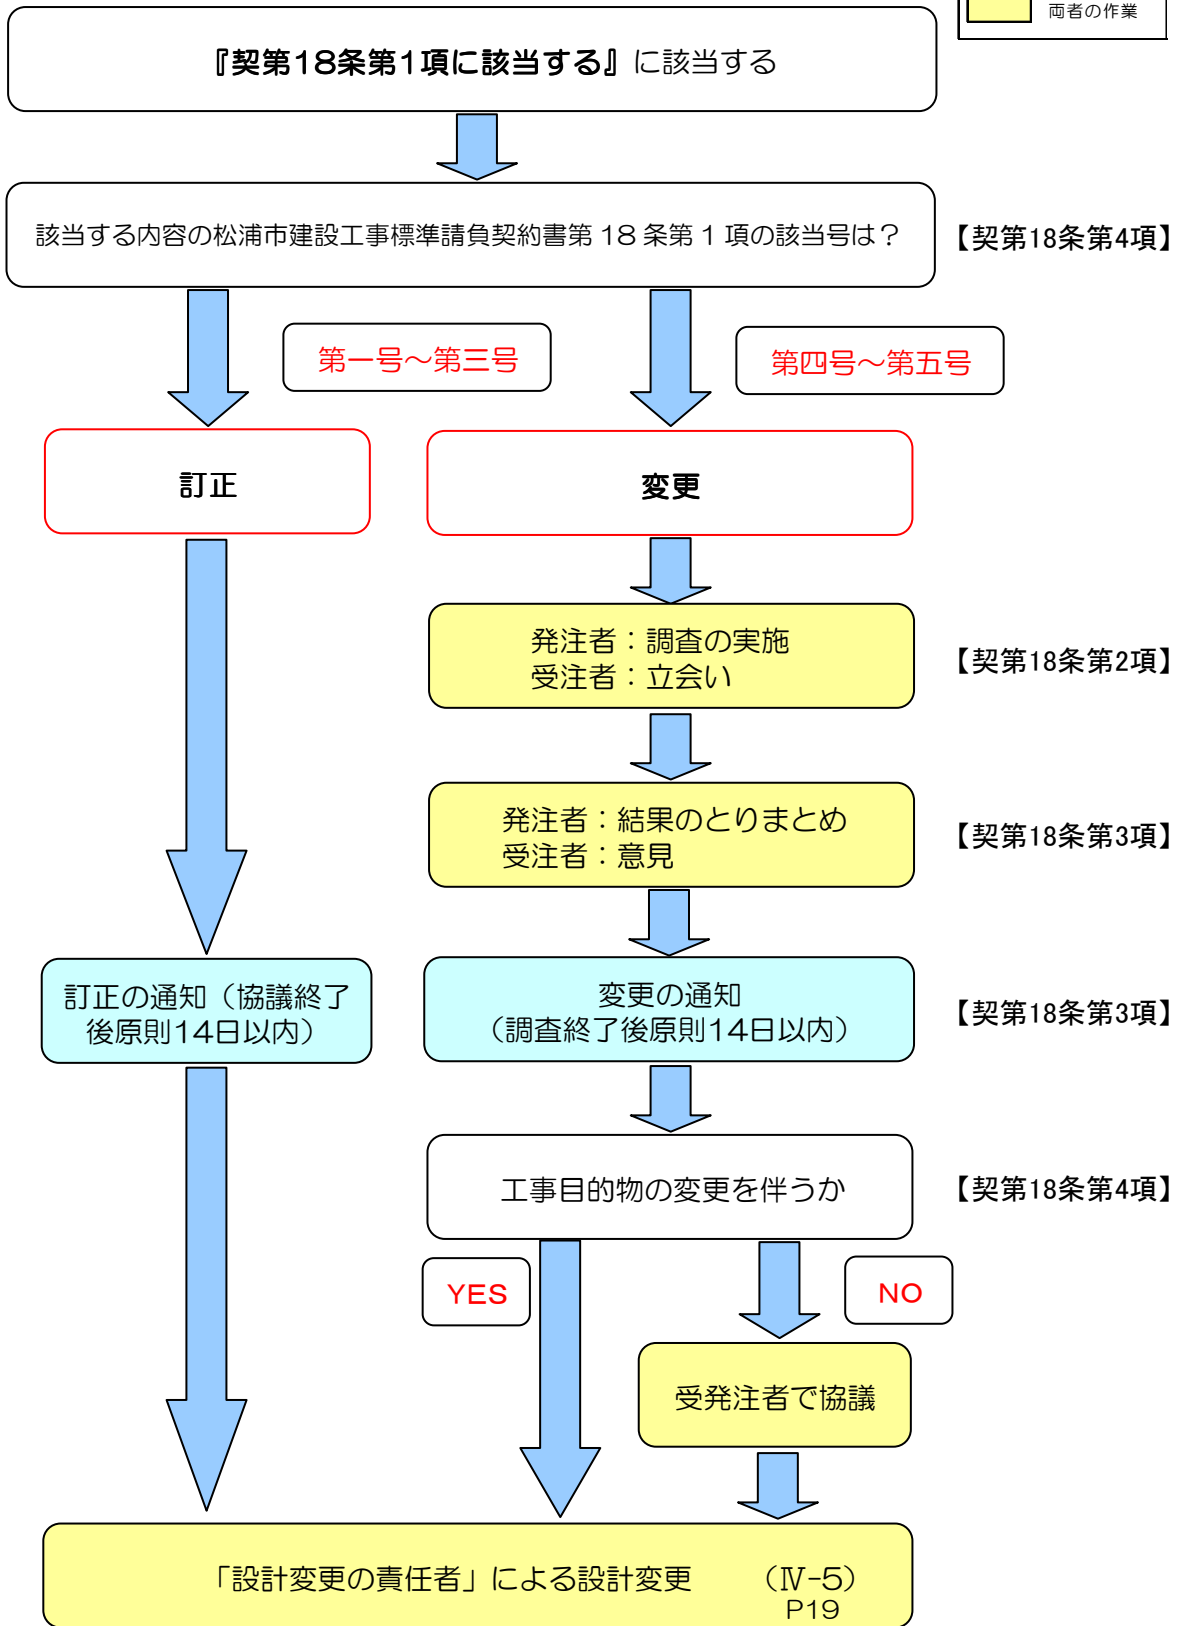 両者の作業
『契第18条第1項に該当する』に該当する
該当する内容の松浦市建設工事標準請負契約書第 18 条第 1 項の該当号は？
【契第18条第4項】
第一号～第三号
第四号～第五号
訂正
変更
発注者：調査の実施
受注者：立会い
【契第18条第2項】
発注者：結果のとりまとめ
受注者：意見
【契第18条第3項】
訂正の通知（協議終了
後原則14日以内）
変更の通知
（調査終了後原則14日以内）
【契第18条第3項】
工事目的物の変更を伴うか
【契第18条第4項】
YES
NO
受発注者で協議
「設計変更の責任者」による設計変更　　（Ⅳ-5）
P19